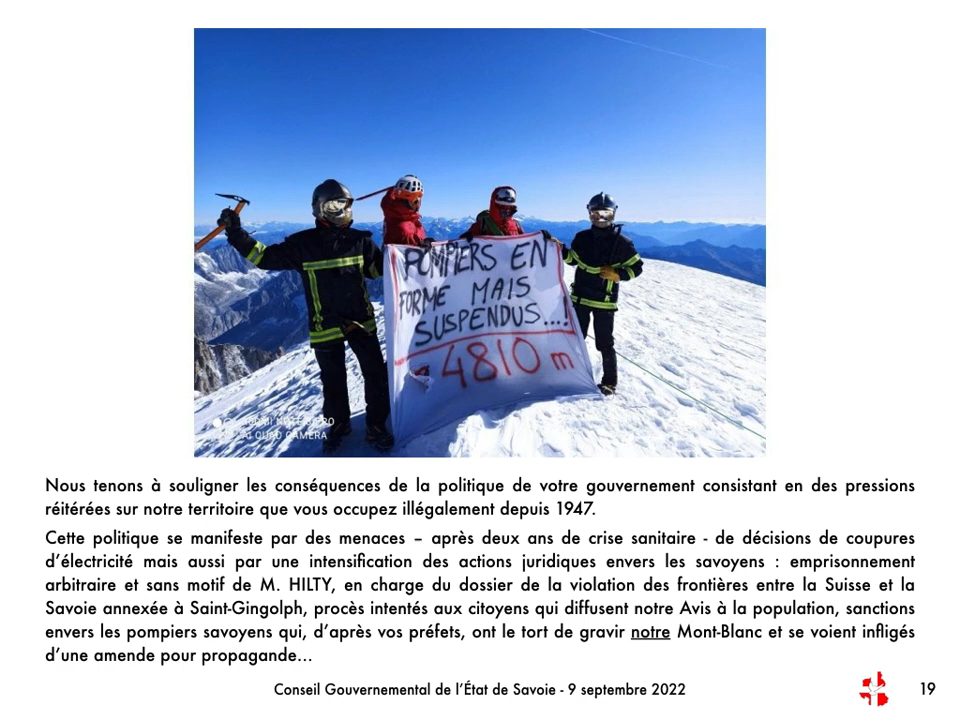 POMPIERS EN
FORME MAIS
SUSPENDUS...!
4810 m
AI QUAD CAMERA
Nous tenons à souligner les conséquences de la politique de votre gouvernement consistant en des pressions
réitérées sur notre territoire que vous occupez illégalement depuis 1947.
Cette politique se manifeste par des menaces – après deux ans de crise sanitaire - de décisions de coupures
d’électricité mais aussi par une intensification des actions juridiques envers les savoyens : emprisonnement
arbitraire et sans motif de M. HILTY, en charge du dossier de la violation des frontières entre la Suisse et la
Savoie annexée à Saint-Gingolph, procès intentés aux citoyens qui diffusent notre Avis à la population, sanctions
envers les pompiers savoyens qui, d’après vos préfets, ont le tort de gravir notre Mont-Blanc et se voient infligés
d’une amende pour propagande…
Conseil Gouvernemental de l’État de Savoie - 9 septembre 2022
19